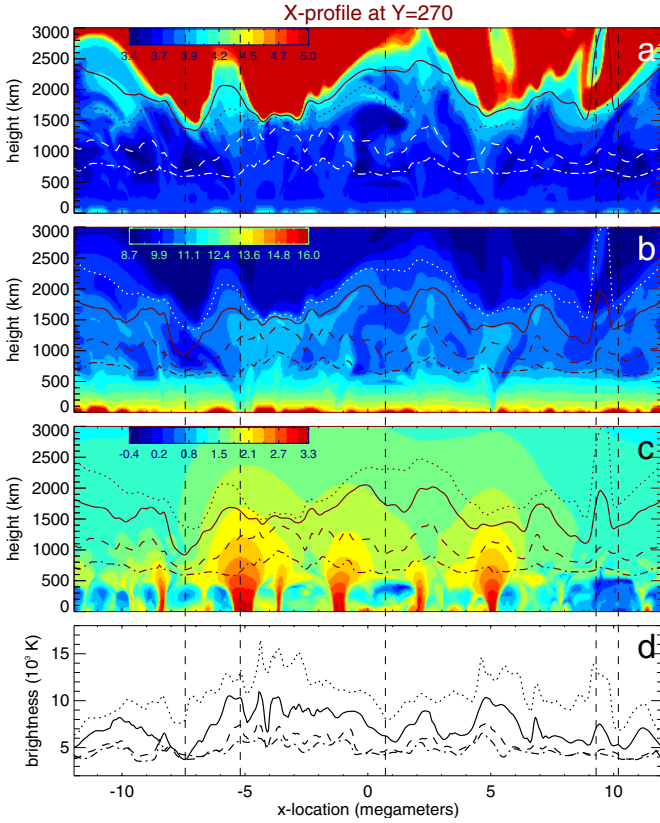 X-profile at Y=270
3000
2500
2000
1500
1000
500
0
height (km)
3.4 3.7 3.9 4.2 4.5 4.7 5.0
a
3000
2500
2000
1500
1000
500
0
height (km)
8.7 9.9 11.1 12.4 13.6 14.8 16.0
b
3000
2500
2000
1500
1000
500
0
height (km)
-0.4 0.2 0.8 1.5 2.1 2.7 3.3
c
15
10
5
brightness (10³ K)
d
-10 -5 0 5 10
x-location (megameters)